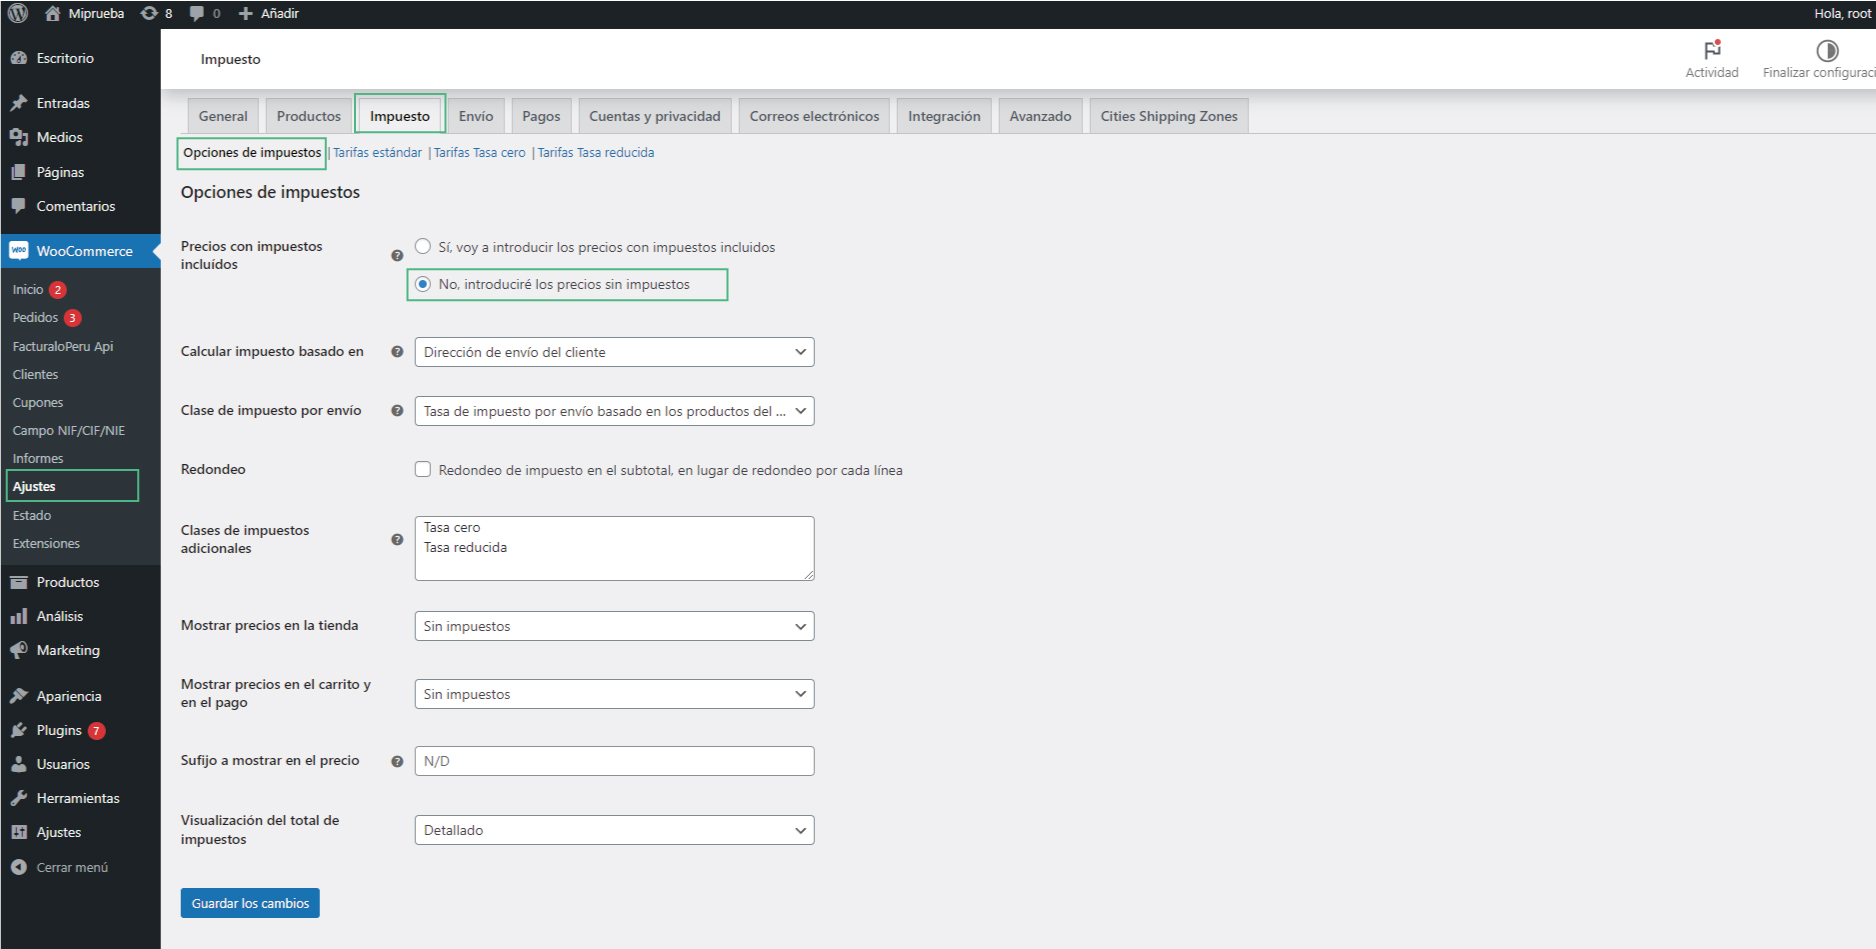 Miprueba 8 0 Añadir Hola, root
Escritorio
Entradas
Medios
Páginas
Comentarios
WooCommerce
Inicio 2
Pedidos 3
FacturaloPeru Api
Clientes
Cupones
Campo NIF/CIF/NIE
Informes
Ajustes
Estado
Extensiones
Productos
Análisis
Marketing
Apariencia
Plugins 7
Usuarios
Herramientas
Ajustes
Cerrar menú
Impuesto
Actividad
Finalizar configuraci
General Productos Impuesto Envío Pagos Cuentas y privacidad Correos electrónicos Integración Avanzado Cities Shipping Zones
Opciones de impuestos | Tarifas estándar | Tarifas Tasa cero | Tarifas Tasa reducida
Opciones de impuestos
Precios con impuestos
incluídos
Sí, voy a introducir los precios con impuestos incluidos
No, introduciré los precios sin impuestos
Calcular impuesto basado en
Dirección de envío del cliente
Clase de impuesto por envío
Tasa de impuesto por envío basado en los productos del ...
Redondeo
Redondeo de impuesto en el subtotal, en lugar de redondeo por cada línea
Clases de impuestos
adicionales
Tasa cero
Tasa reducida
Mostrar precios en la tienda
Sin impuestos
Mostrar precios en el carrito y
en el pago
Sin impuestos
Sufijo a mostrar en el precio
N/D
Visualización del total de
impuestos
Detallado
Guardar los cambios